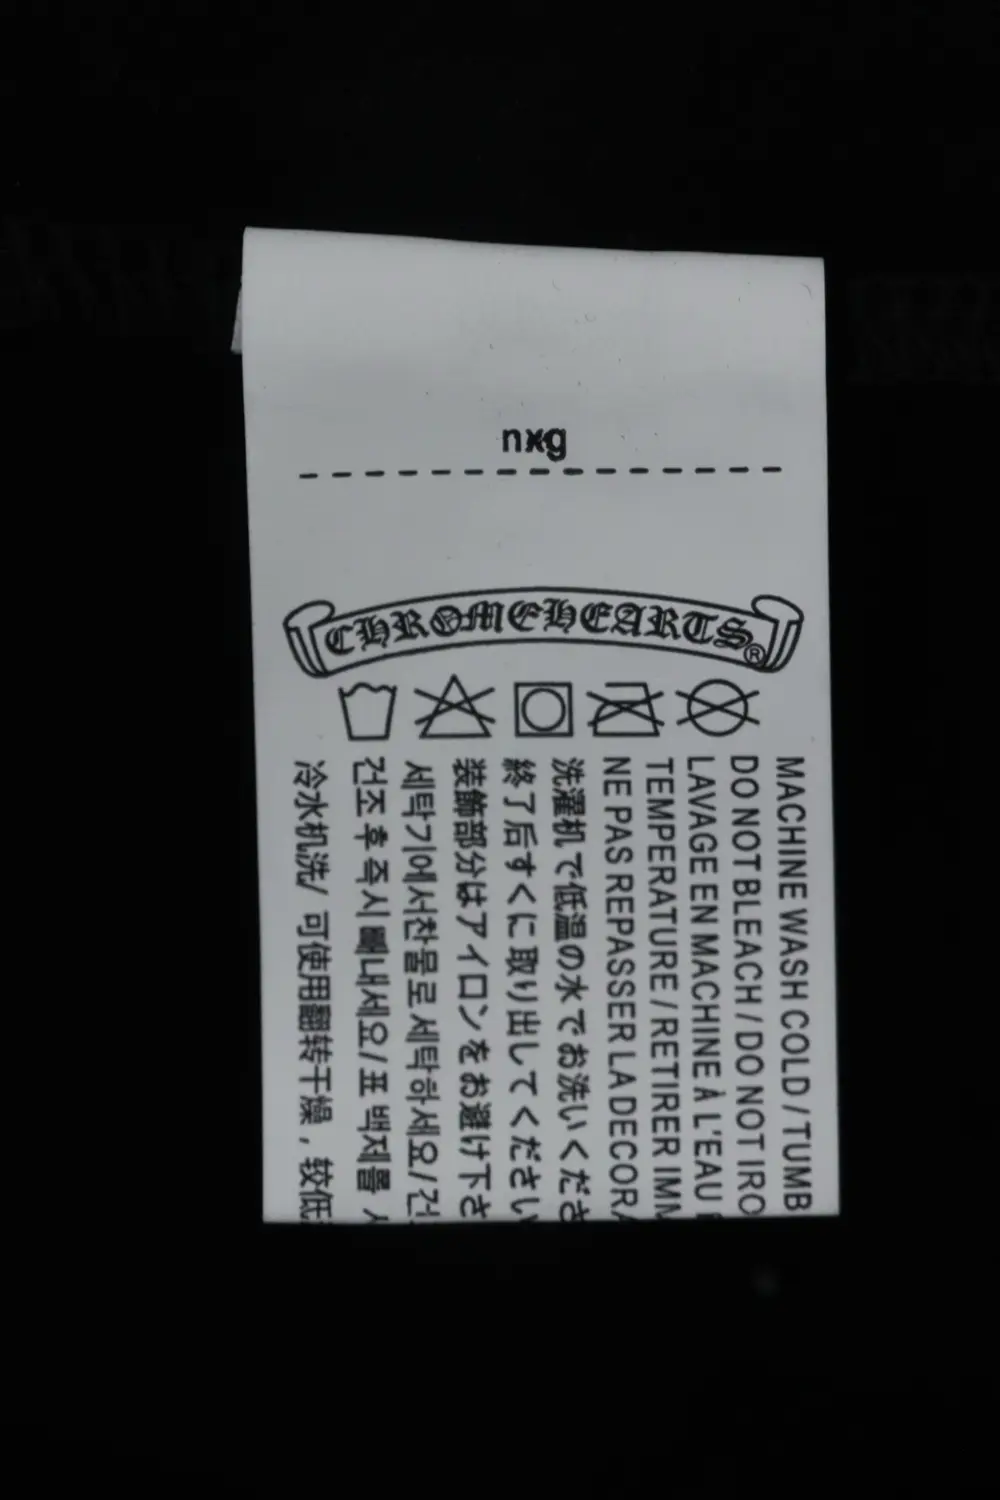 nxg
CHROMEHEARTS®
MACHINE WASH COLD / TUMB
DO NOT BLEACH / DO NOT IRO
LAVAGE EN MACHINE À L'EAU
TEMPERATURE / RETIRER IMM
NE PAS REPASSER LA DECORA
洗濯机で低温の水でお洗いくださ
終了后すぐに取り出してください
装飾部分はアイロンをお避け下さ
세탁기에서찬물로 세탁하세요/건
건조 후 즉시 빼내세요/표 백제를
冷水机洗/ 可使用翻转干燥，较低